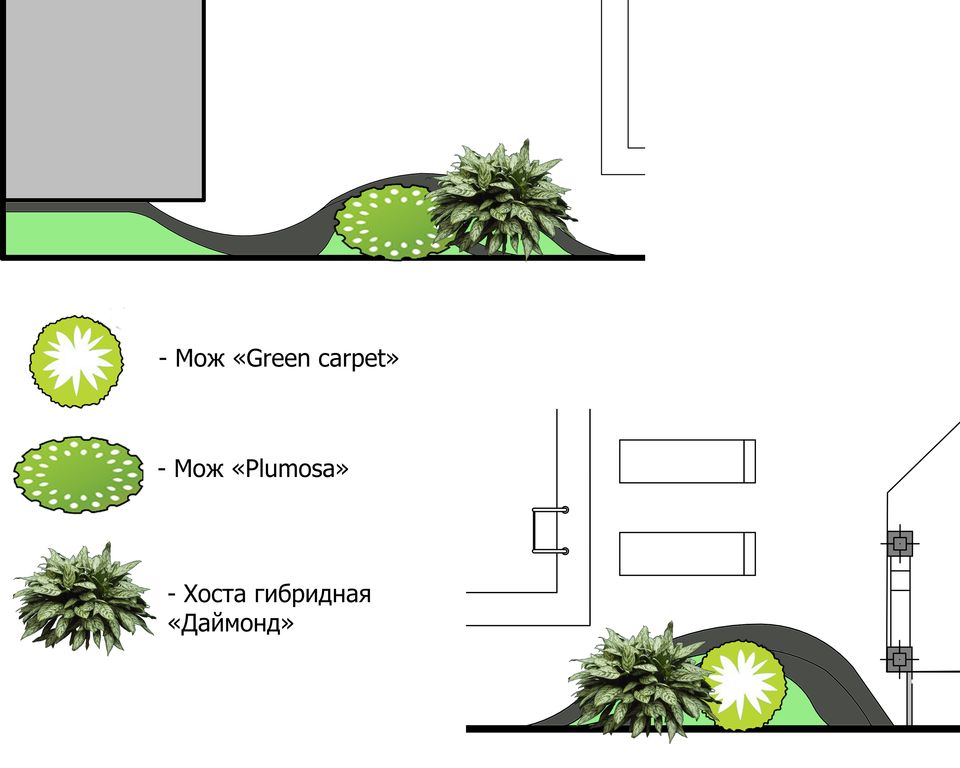 - Мож «Green carpet»
- Мож «Plumosa»
- Хоста гибридная
«Даймонд»